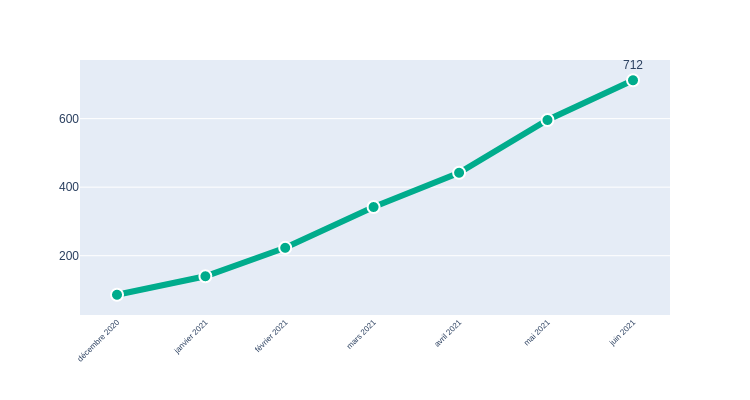 712
600
400
200
décembre 2020
janvier 2021
février 2021
mars 2021
avril 2021
mai 2021
juin 2021